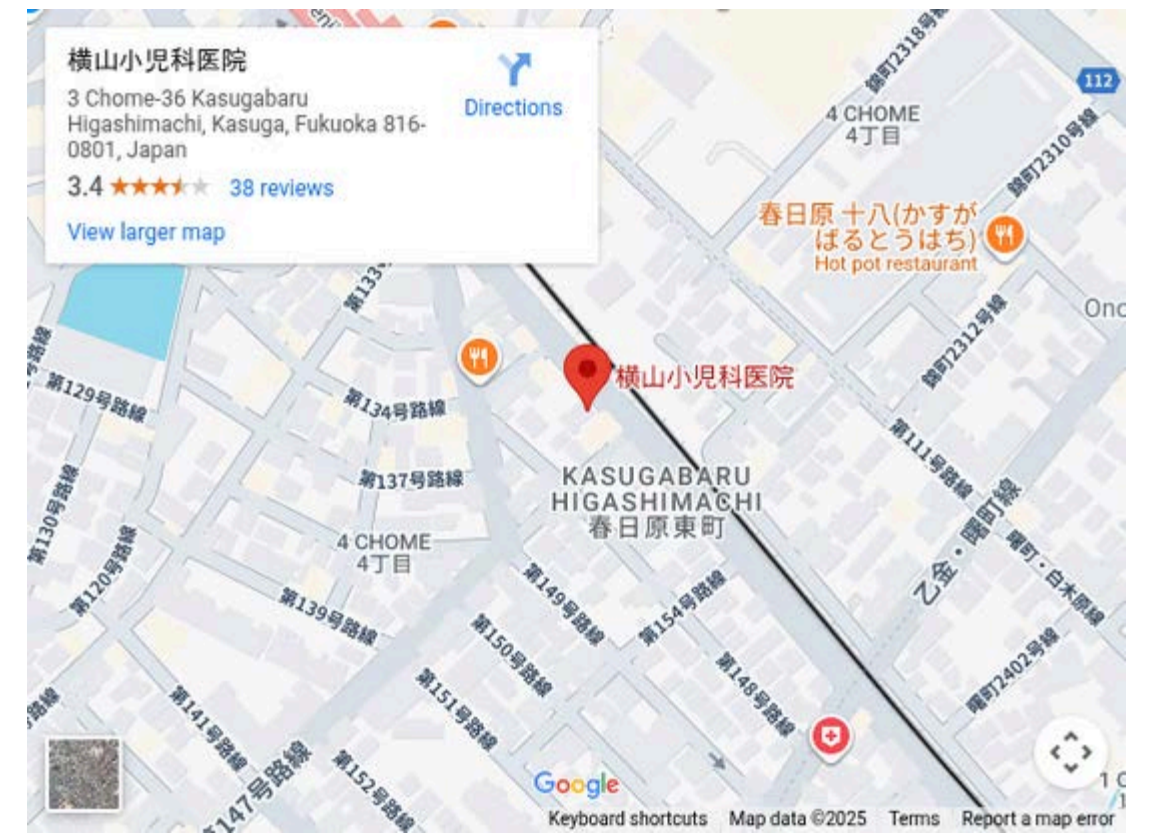 横山小児科医院
3 Chome-36 Kasugabaru
Higashimachi, Kasuga, Fukuoka 816-
0801, Japan
Directions
3.4
38 reviews
View larger map
錦町2318号線
112
4 CHOME
4丁目
錦町2310号線
春日原 十八(かすが
ばるとうはち)
Hot pot restaurant
第133
錦町2312号線
第129号路線
第134号路線
横山小児科医院
第111号路線
第137号路線
KASUGABARU
HIGASHIMACHI
春日原東町
第130号路線
4 CHOME
4丁目
乙金・曙町線
曙町・白木原線
第120号路線
第139号路線
第149号路線
第154号路線
第150号路線
第151号路線
第148号路線
曙町2402号線
第141号路線
第152号路線
147号路線
Google
Keyboard shortcuts
Map data ©2025
Terms
Report a map error